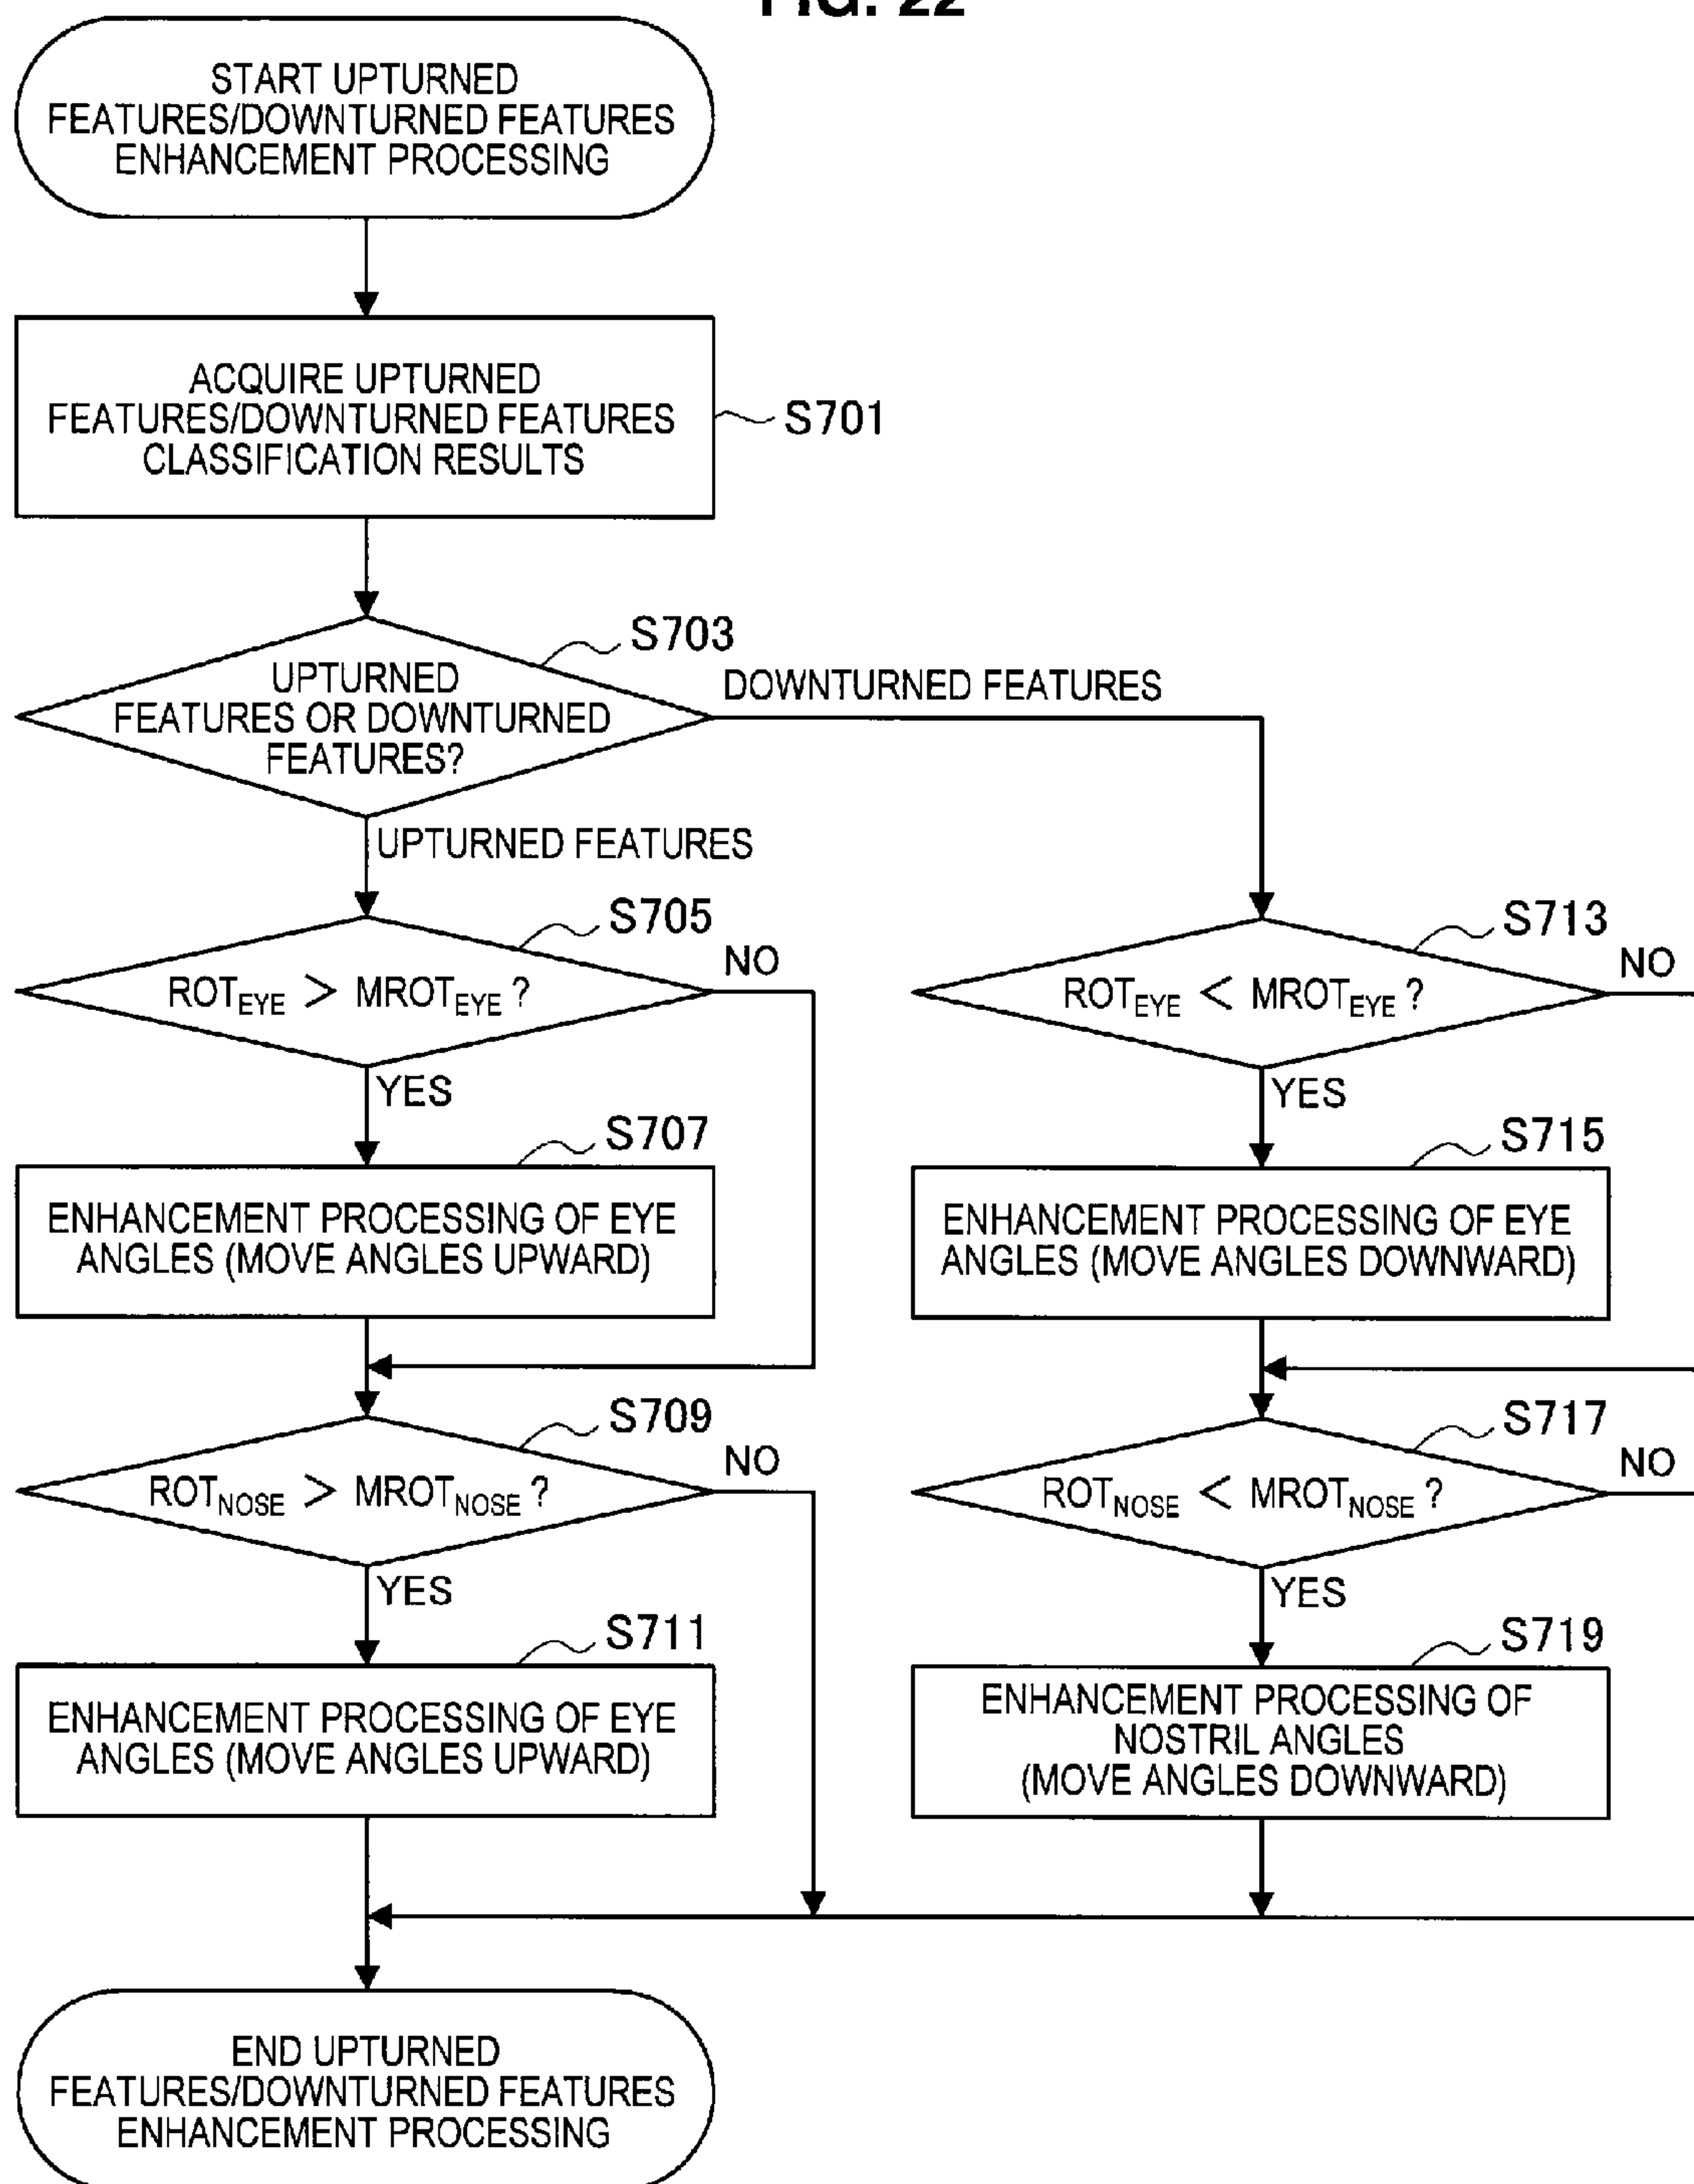 FIG. 22
START UPTURNED
FEATURES/DOWNTURNED FEATURES
ENHANCEMENT PROCESSING
ACQUIRE UPTURNED
FEATURES/DOWNTURNED FEATURES
CLASSIFICATION RESULTS
S701
S703
UPTURNED
FEATURES OR DOWNTURNED
FEATURES?
DOWNTURNED FEATURES
UPTURNED FEATURES
S705
ROTEYE > MROTEYE ?
NO
YES
S707
ENHANCEMENT PROCESSING OF EYE
ANGLES (MOVE ANGLES UPWARD)
S709
ROTNOSE > MROTNOSE ?
NO
YES
S711
ENHANCEMENT PROCESSING OF EYE
ANGLES (MOVE ANGLES UPWARD)
S713
ROTEYE < MROTEYE ?
NO
YES
S715
ENHANCEMENT PROCESSING OF EYE
ANGLES (MOVE ANGLES DOWNWARD)
S717
ROTNOSE < MROTNOSE ?
NO
YES
S719
ENHANCEMENT PROCESSING OF
NOSTRIL ANGLES
(MOVE ANGLES DOWNWARD)
END UPTURNED
FEATURES/DOWNTURNED FEATURES
ENHANCEMENT PROCESSING